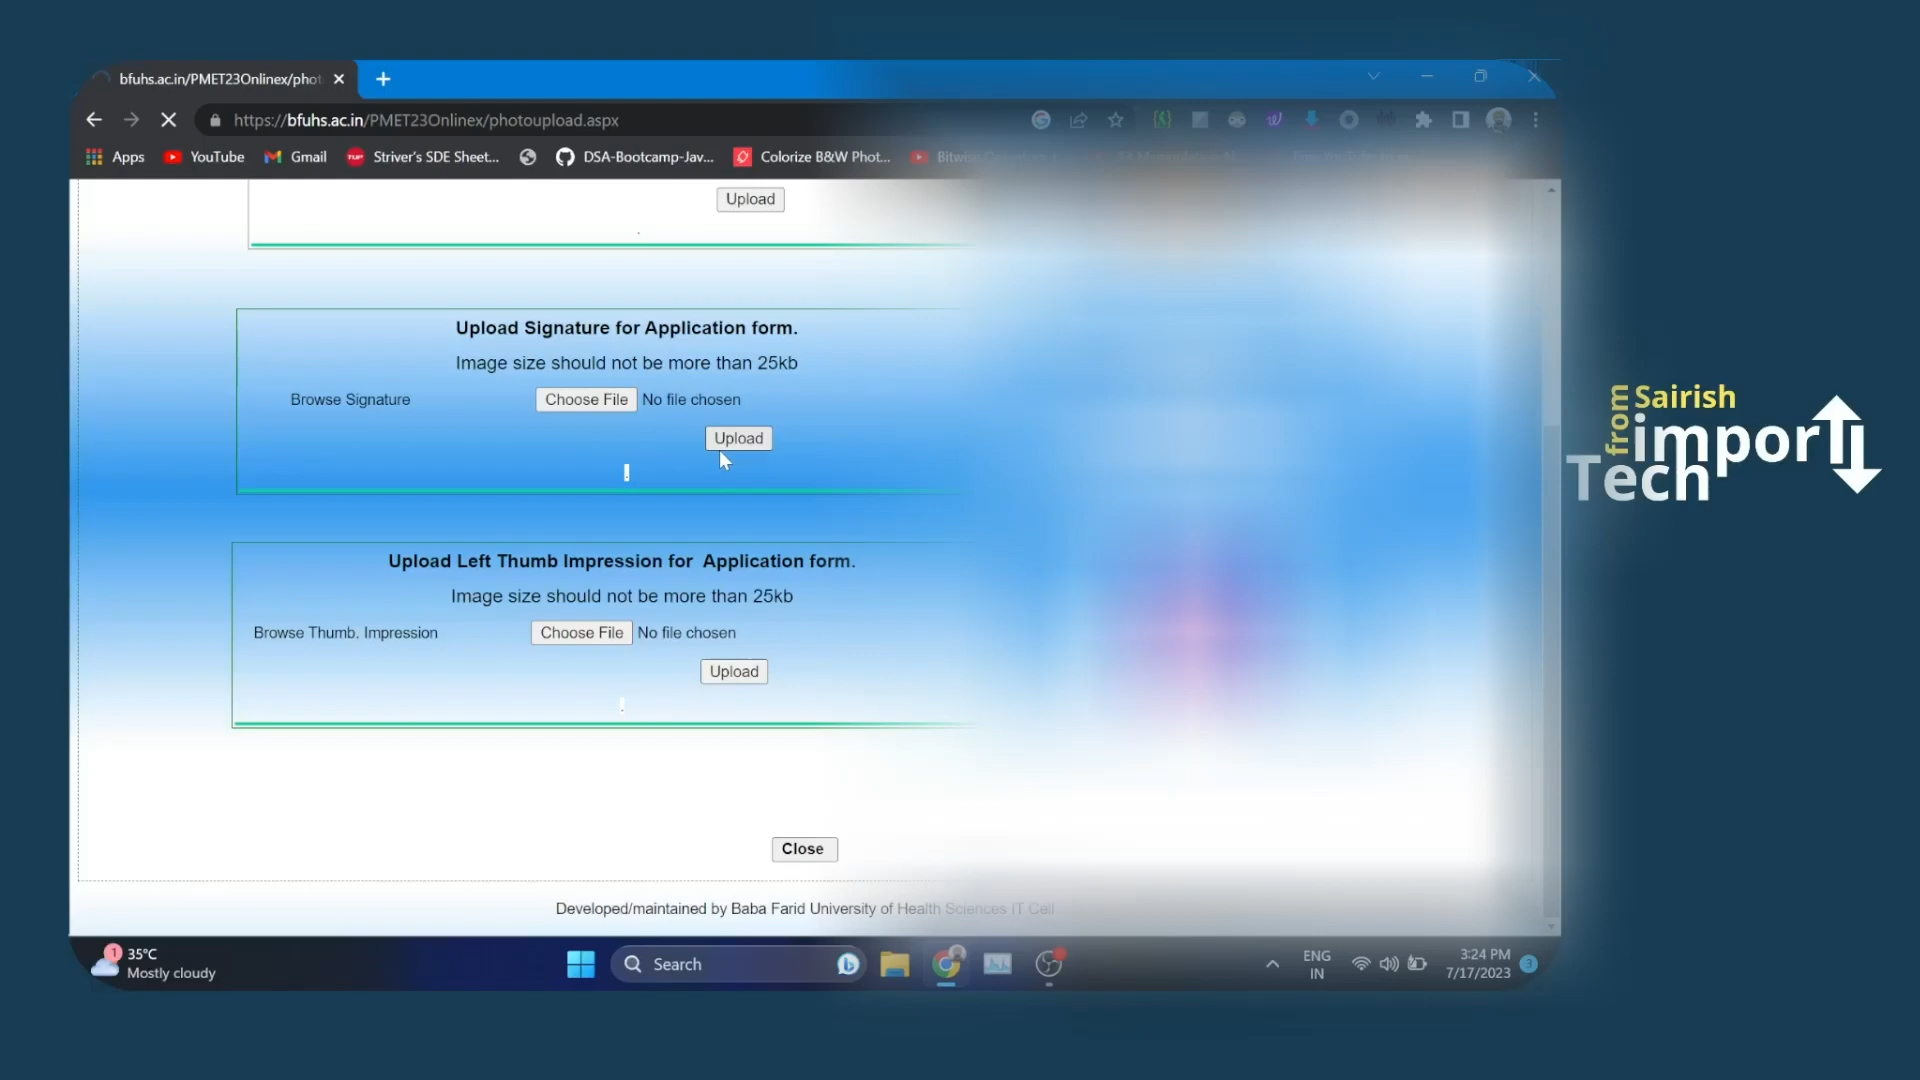 bfuhs.ac.in/PMET23Onlinex/phot
https://bfuhs.ac.in/PMET23Onlinex/photoupload.aspx
Apps YouTube Gmail Striver's SDE Sheet... DSA-Bootcamp-Jav... Colorize B&W Phot... Bitwise
Upload
.
Upload Signature for Application form.
Image size should not be more than 25kb
Browse Signature Choose File No file chosen
Upload
.
Upload Left Thumb Impression for Application form.
Image size should not be more than 25kb
Browse Thumb. Impression Choose File No file chosen
Upload
.
Close
Developed/maintained by Baba Farid University of Health Sciences IT Cell
from Sairish
import
Tech
1 35°C
Mostly cloudy
Search
ENG
IN
3:24 PM
7/17/2023
3